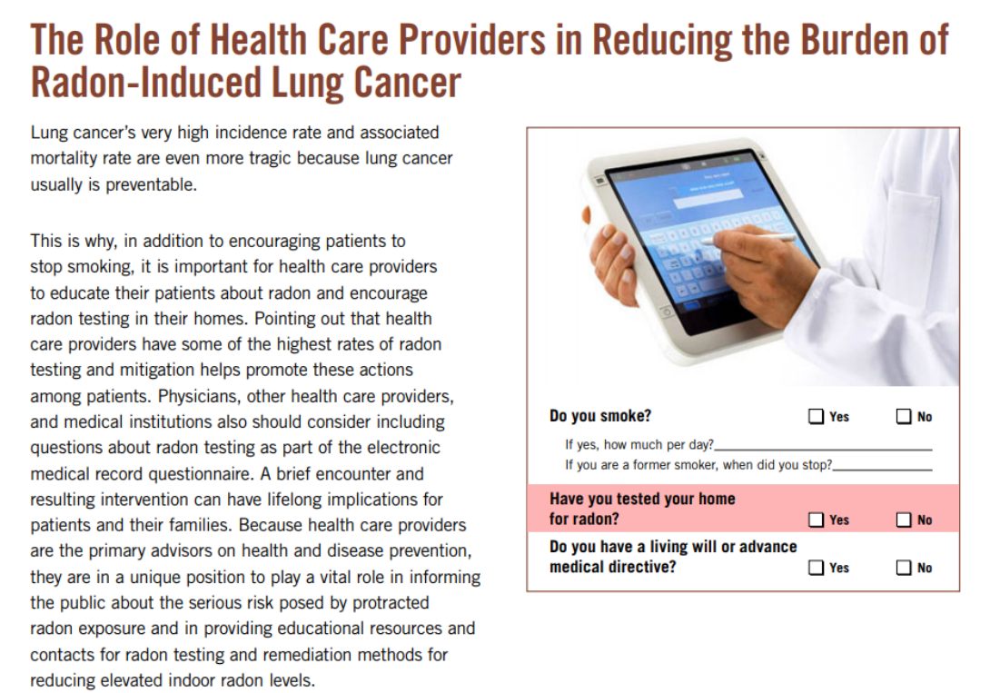 The Role of Health Care Providers in Reducing the Burden of
Radon-Induced Lung Cancer
Lung cancer's very high incidence rate and associated
mortality rate are even more tragic because lung cancer
usually is preventable.
This is why, in addition to encouraging patients to
stop smoking, it is important for health care providers
to educate their patients about radon and encourage
radon testing in their homes. Pointing out that health
care providers have some of the highest rates of radon
testing and mitigation helps promote these actions
among patients. Physicians, other health care providers,
and medical institutions also should consider including
questions about radon testing as part of the electronic
medical record questionnaire. A brief encounter and
resulting intervention can have lifelong implications for
patients and their families. Because health care providers
are the primary advisors on health and disease prevention,
they are in a unique position to play a vital role in informing
the public about the serious risk posed by protracted
radon exposure and in providing educational resources and
contacts for radon testing and remediation methods for
reducing elevated indoor radon levels.
Do you smoke? Yes No
If yes, how much per day?
If you are a former smoker, when did you stop?
Have you tested your home
for radon? Yes No
Do you have a living will or advance
medical directive? Yes No